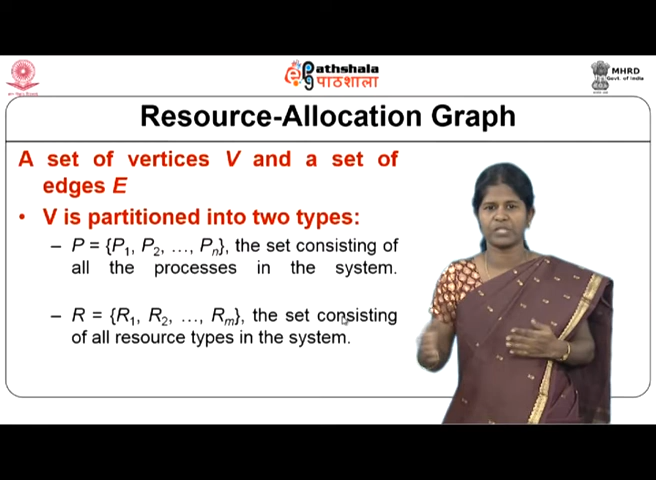 Pathshala
पाठशाला
MHRD
Govt. of India
Resource-Allocation Graph
A set of vertices V and a set of
edges E
• V is partitioned into two types:
– P = {P1, P2, …, Pn}, the set consisting of
all the processes in the system.
– R = {R1, R2, …, Rm}, the set consisting
of all resource types in the system.